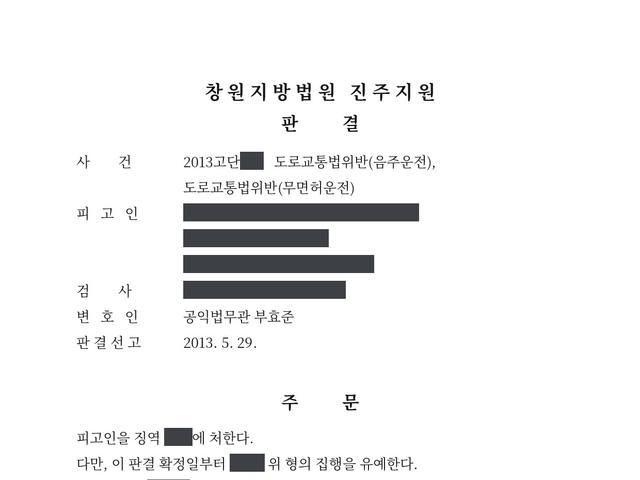 창원지방법원 진주지원
판 결
사 건 2013고단 도로교통법위반(음주운전),
도로교통법위반(무면허운전)
피 고 인
검 사
변 호 인 공익법무관 부효준
판결선고 2013. 5. 29.
주 문
피고인을 징역 에 처한다.
다만, 이 판결 확정일부터 위 형의 집행을 유예한다.